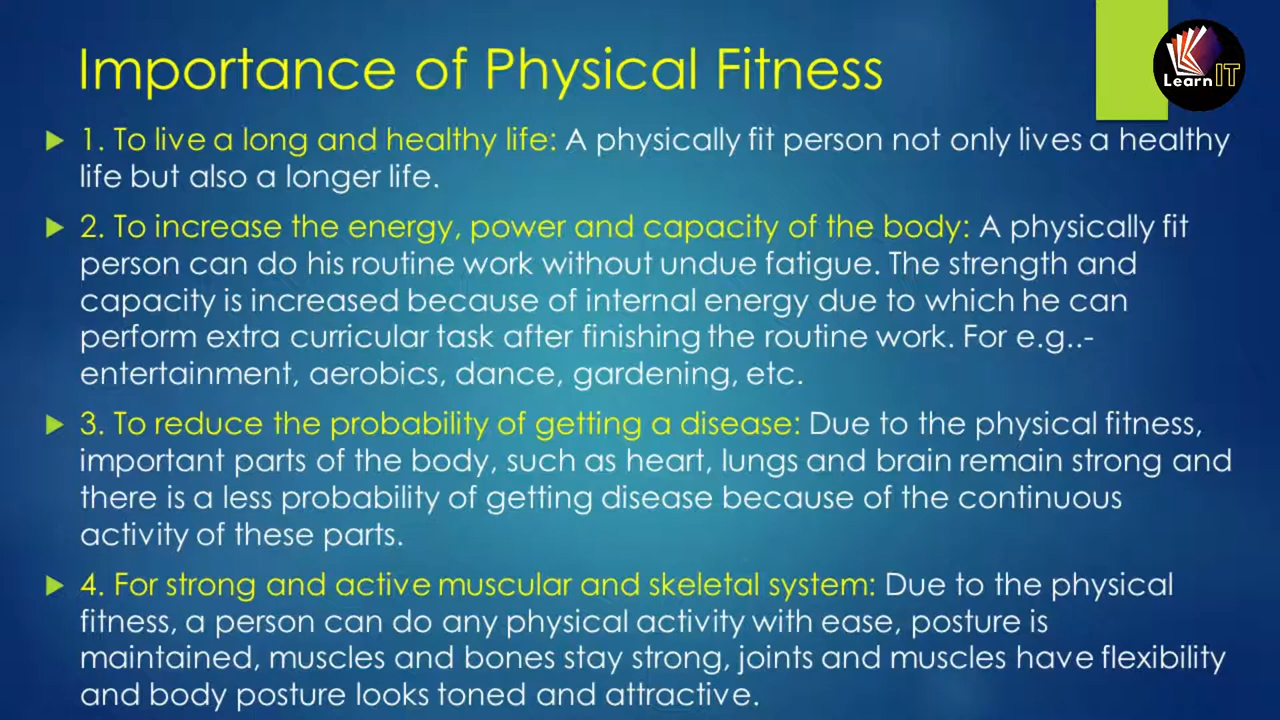 Importance of Physical Fitness
Learn IT
1. To live a long and healthy life: A physically fit person not only lives a healthy
life but also a longer life.
2. To increase the energy, power and capacity of the body: A physically fit
person can do his routine work without undue fatigue. The strength and
capacity is increased because of internal energy due to which he can
perform extra curricular task after finishing the routine work. For e.g..-
entertainment, aerobics, dance, gardening, etc.
3. To reduce the probability of getting a disease: Due to the physical fitness,
important parts of the body, such as heart, lungs and brain remain strong and
there is a less probability of getting disease because of the continuous
activity of these parts.
4. For strong and active muscular and skeletal system: Due to the physical
fitness, a person can do any physical activity with ease, posture is
maintained, muscles and bones stay strong, joints and muscles have flexibility
and body posture looks toned and attractive.